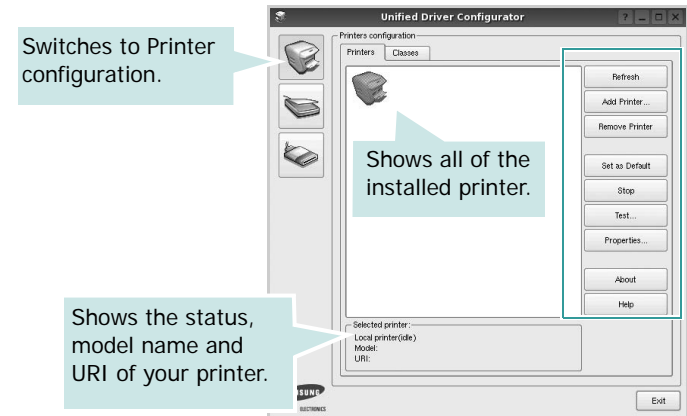 Unified Driver Configurator
Switches to Printer
configuration.
Printers configuration
Printers
Classes
Refresh
Add Printer...
Remove Printer
Set as Default
Stop
Test...
Properties...
About
Help
Shows all of the
installed printer.
Shows the status,
model name and
URI of your printer.
Selected printer:
Local printer(idle)
Model:
URI:
ELECTRONICS
Exit